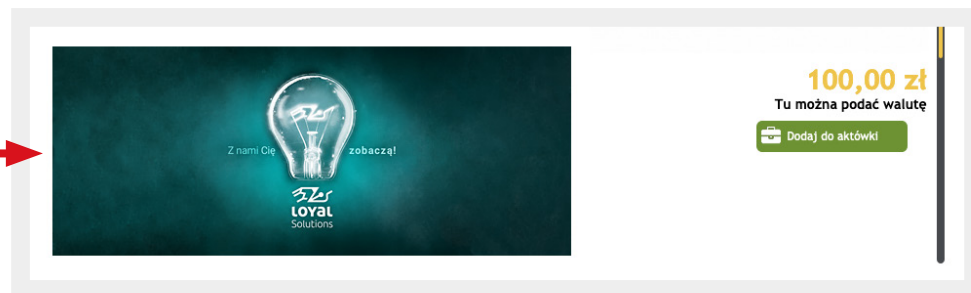 Z nami Cię zobaczą!
LOYAL
Solutions
100,00 zł
Tu można podać walutę
Dodaj do aktówki